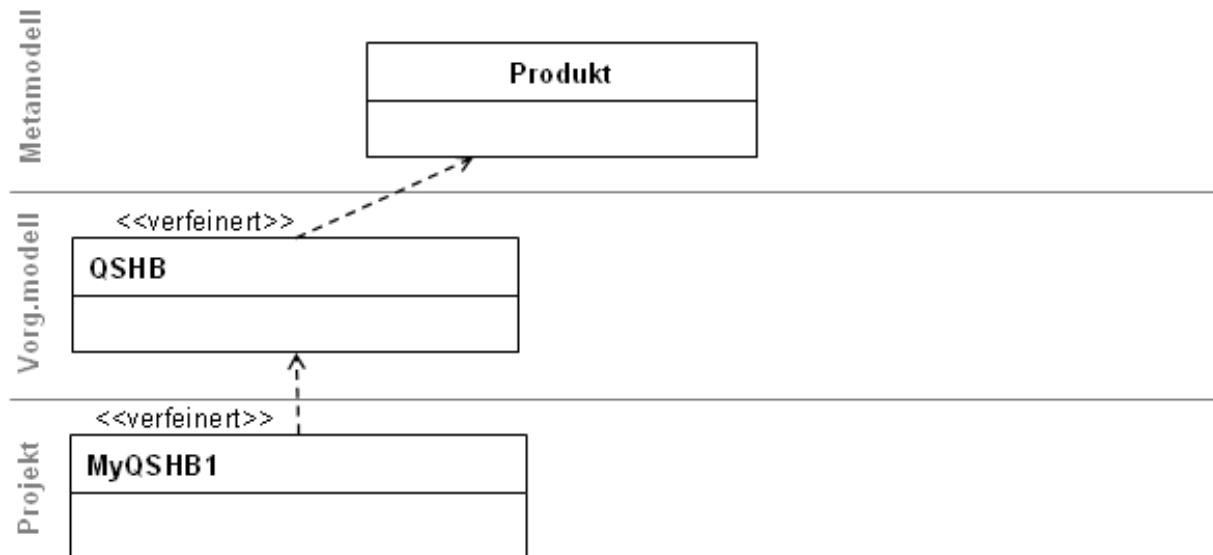 Metamodell
Produkt
Vorg.modell
<<verfeinert>>
QSHB
Projekt
<<verfeinert>>
MyQSHB1